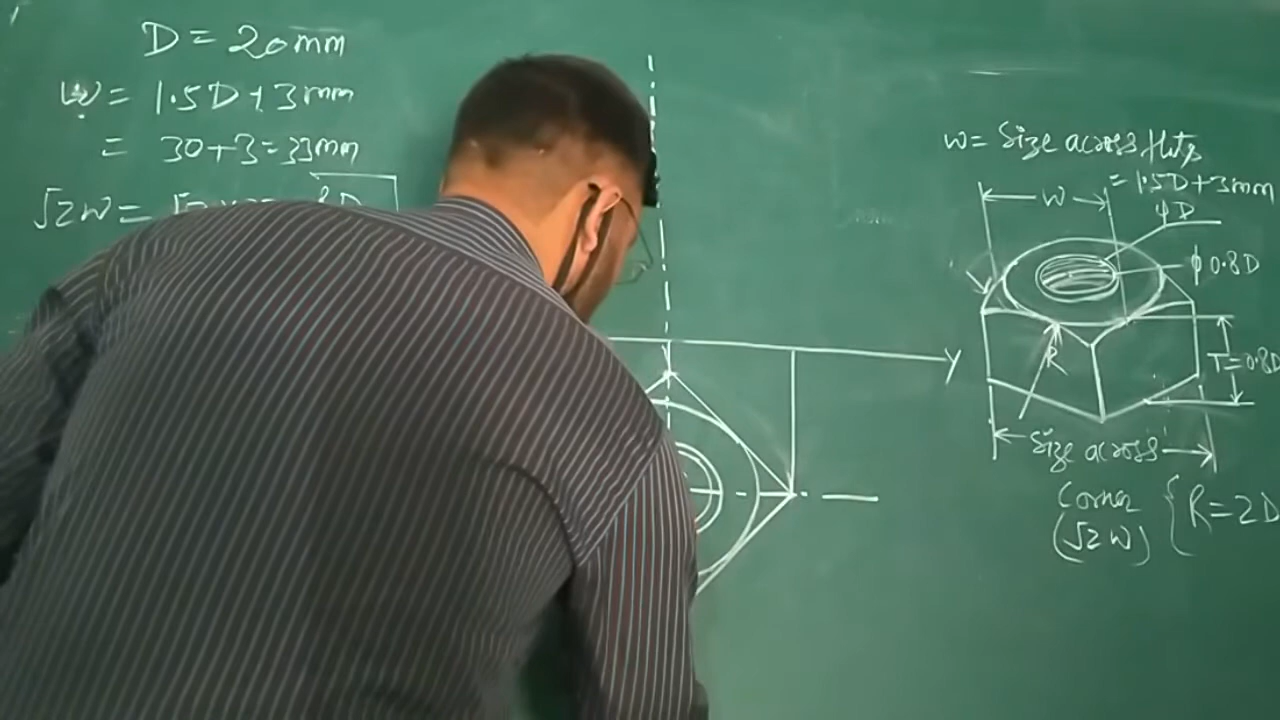 D = 20mm
W = 1.5D+3mm
= 30+3=33mm
√2W =
Y
W= Size across flats
= 1.5D+3mm
W
ϕD
ϕ0.8D
R
T=0.8D
Size across
Corner
(√2W)
R=2D